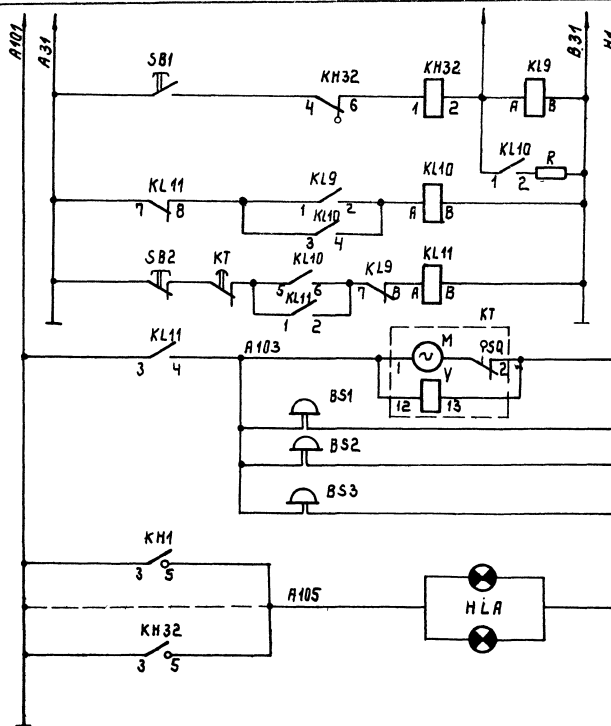 A101
A31
B31
H1
SB1
KH32
KH32
KL9
4 6
1 2
A B
KL10
R
1 2
KL11
KL9
KL10
7 8
1 2
A B
KL10
3 4
SB2
KT
KL10
KL9
KL11
5 6
7 8
A B
KL11
1 2
KL11
A103
KT
M
PSQ
3 4
1
2
V
12 13
BS1
BS2
BS3
KH1
3 5
A105
HLA
KH32
3 5